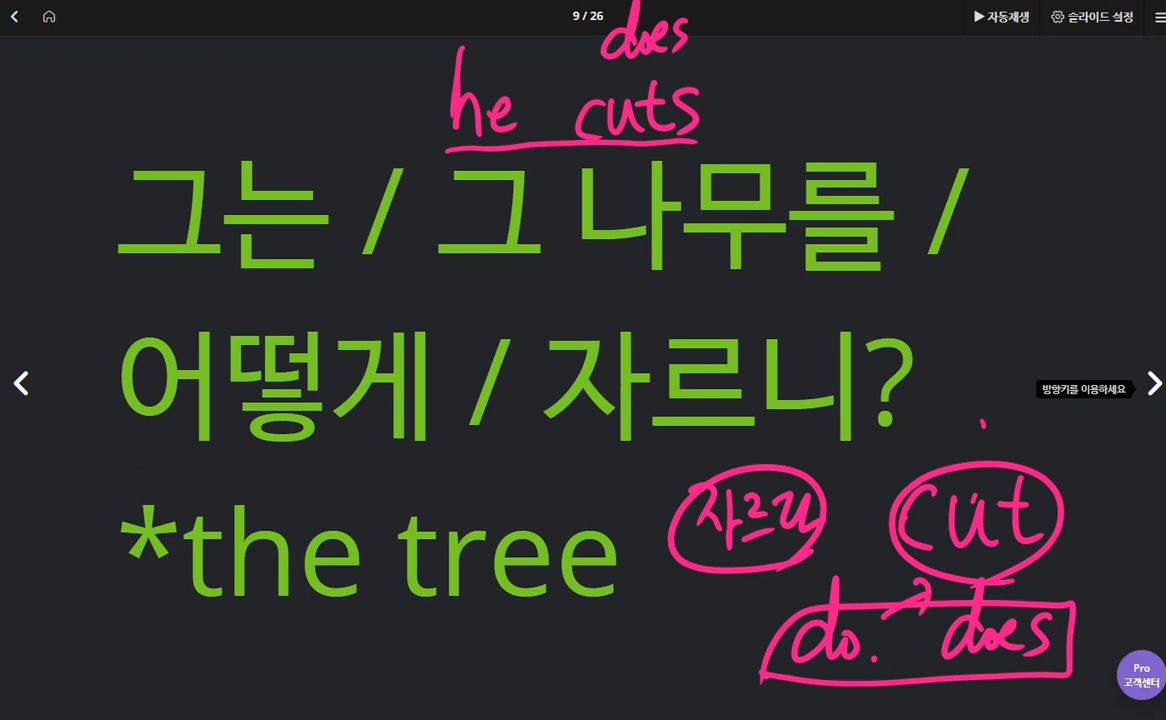 9 / 26
자동재생
슬라이드 설정
does
he cuts
그는 / 그 나무를 /
어떻게 / 자르니?
방향키를 이용하세요
*the tree
자르다
cut
do. does
Pro
고객센터